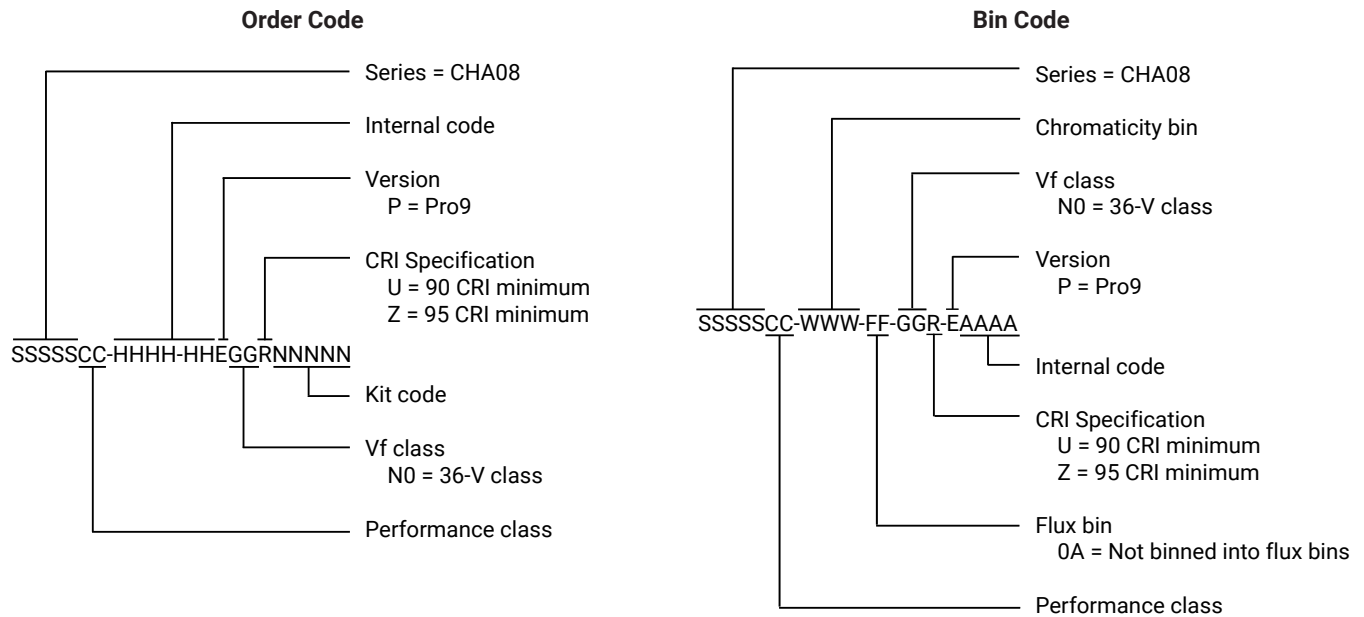 Order Code
Series = CHA08
Internal code
Version
P = Pro9
CRI Specification
U = 90 CRI minimum
Z = 95 CRI minimum
SSSSSCC-HHHH-HHEGGRNNNNN
Kit code
Vf class
N0 = 36-V class
Performance class
Bin Code
Series = CHA08
Chromaticity bin
Vf class
N0 = 36-V class
Version
P = Pro9
SSSSSCC-WWW-FF-GGR-EAAAA
Internal code
CRI Specification
U = 90 CRI minimum
Z = 95 CRI minimum
Flux bin
0A = Not binned into flux bins
Performance class